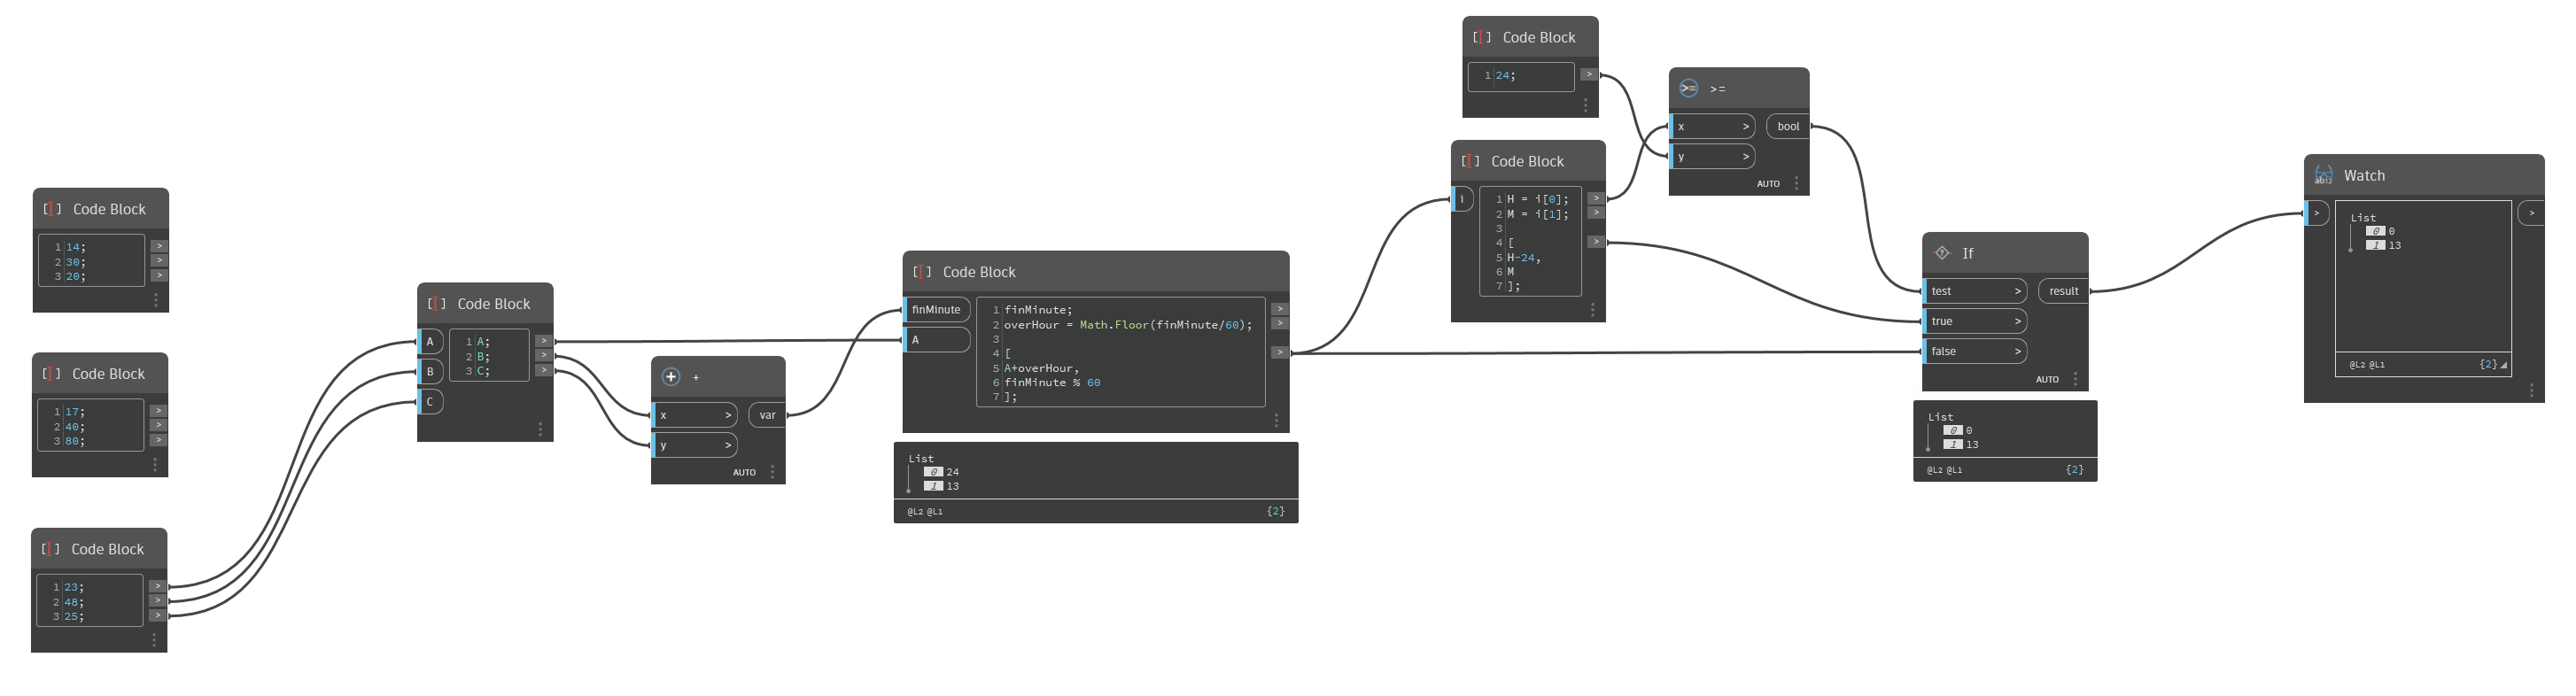 Code Block
1 14;
2 30;
3 20;
>
>
>
Code Block
1 17;
2 40;
3 80;
>
>
>
Code Block
1 23;
2 48;
3 25;
>
>
>
Code Block
A
B
C
1 A;
2 B;
3 C;
>
>
>
+
x >
y >
var
AUTO
Code Block
finMinute
A
1 finMinute;
2 overHour = Math.Floor(finMinute/60);
3
4 [
5 A+overHour,
6 finMinute % 60
7 ];
>
>
>
List
0 24
1 13
@L2 @L1 {2}
Code Block
1 24;
>
Code Block
i
1 H = i[0];
2 M = i[1];
3
4 [
5 H-24,
6 M
7 ];
>
>
>
>=
x >
y >
bool
AUTO
If
test >
true >
false >
result
AUTO
List
0 0
1 13
@L2 @L1 {2}
Watch
>
>
List
0 0
1 13
@L2 @L1 {2}